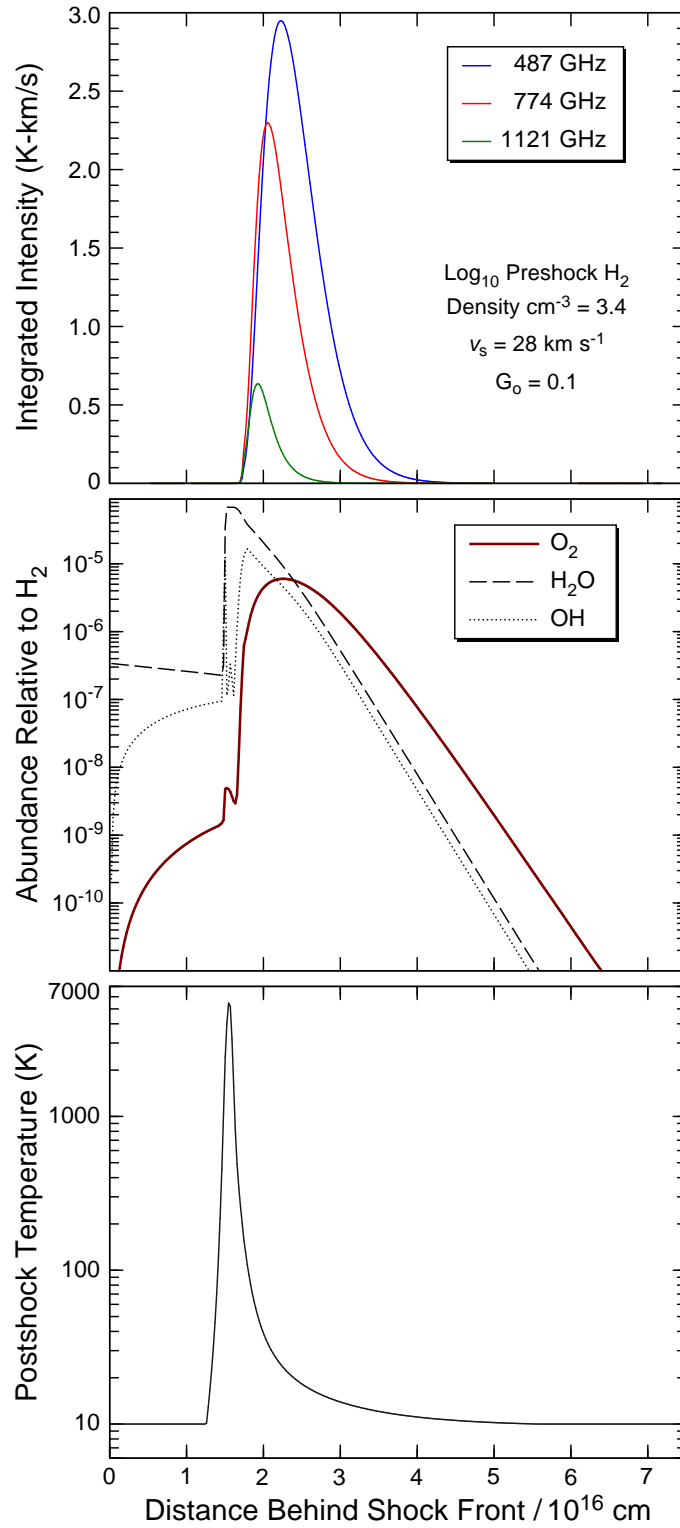 3.0
2.5
2.0
1.5
1.0
0.5
0
Integrated Intensity (K-km/s)
487 GHz
774 GHz
1121 GHz
Log₁₀ Preshock H₂
Density cm⁻³ = 3.4
vₛ = 28 km s⁻¹
Gₒ = 0.1
10⁻⁵
10⁻⁶
10⁻⁷
10⁻⁸
10⁻⁹
10⁻¹⁰
Abundance Relative to H₂
O₂
H₂O
OH
7000
1000
100
10
Postshock Temperature (K)
0 1 2 3 4 5 6 7
Distance Behind Shock Front / 10¹⁶ cm